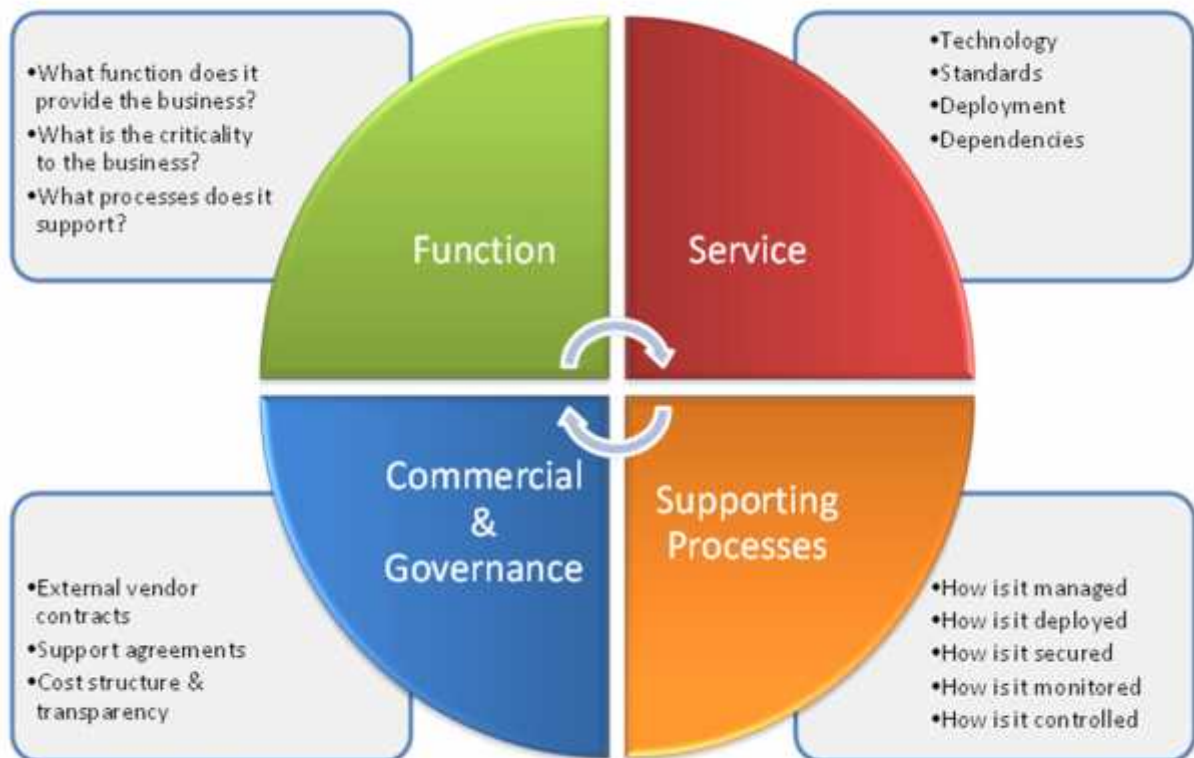 •What function does it
provide the business?
•What is the criticality
to the business?
•What processes does it
support?
Function
Service
•Technology
•Standards
•Deployment
•Dependencies
Commercial
&
Governance
Supporting
Processes
•External vendor
contracts
•Support agreements
•Cost structure &
transparency
•How is it managed
•How is it deployed
•How is it secured
•How is it monitored
•How is it controlled